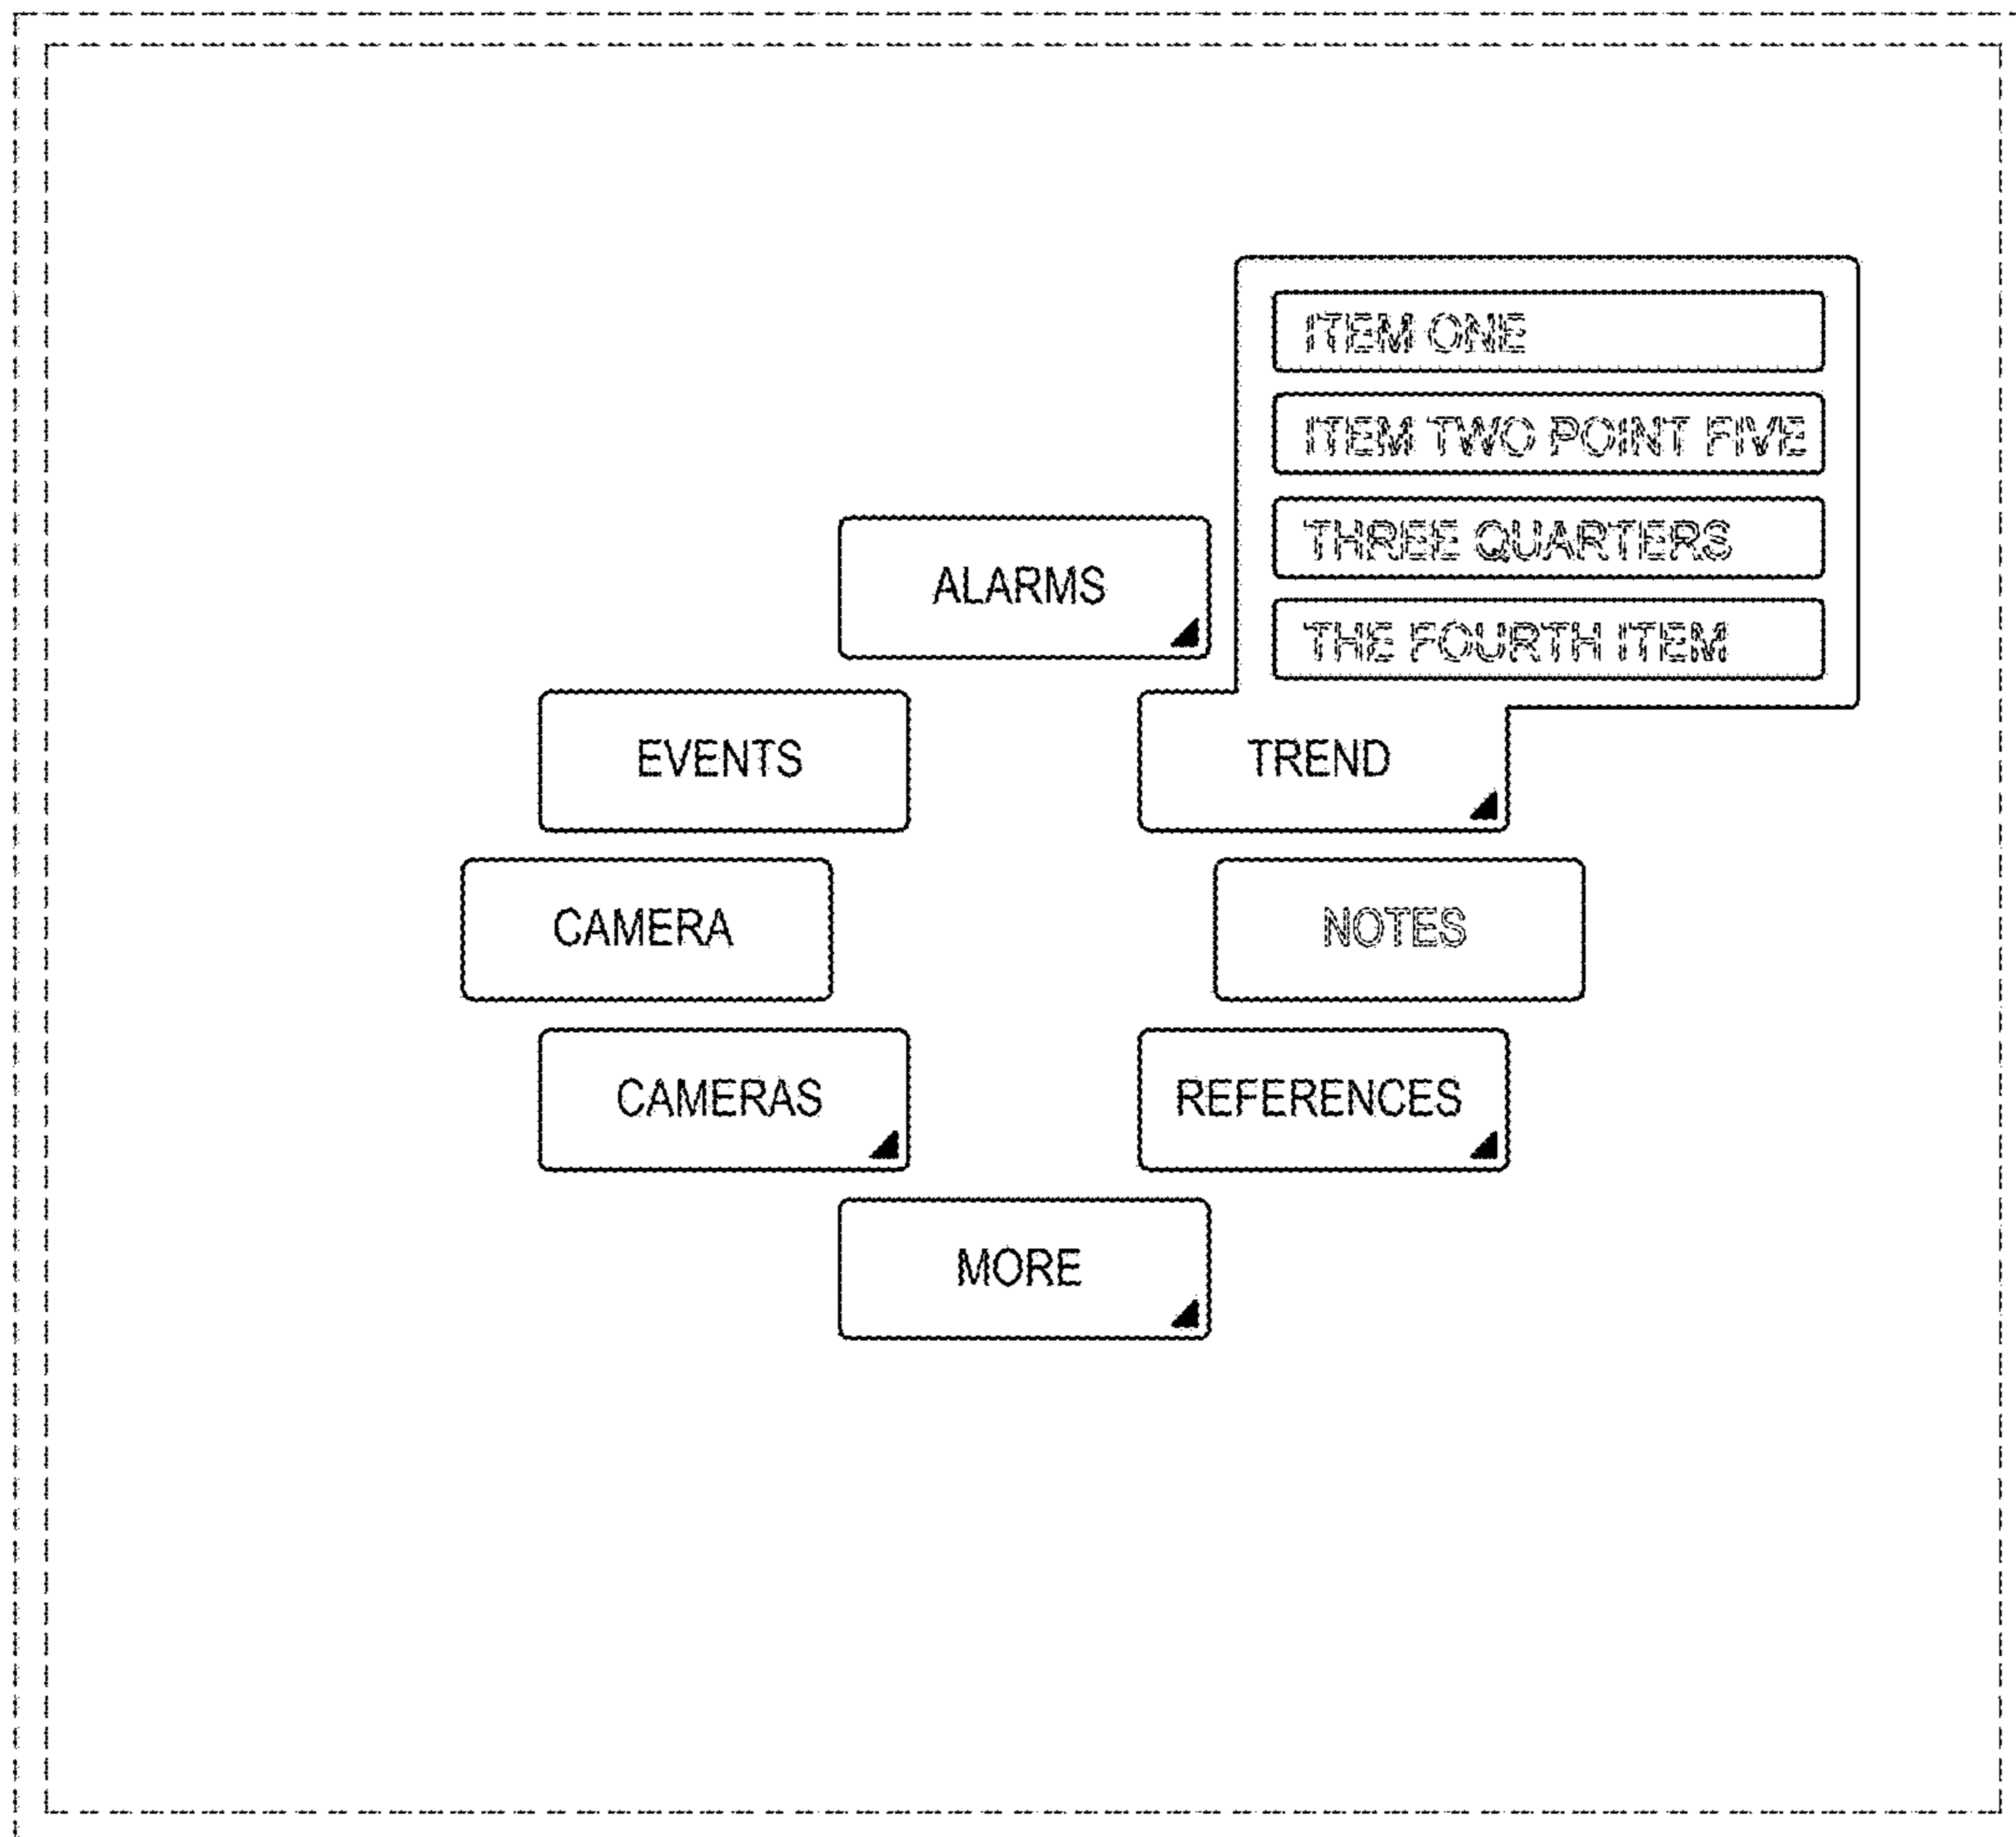 ITEM ONE
ITEM TWO POINT FIVE
THREE QUARTERS
THE FOURTH ITEM
ALARMS
EVENTS
TREND
CAMERA
NOTES
CAMERAS
REFERENCES
MORE